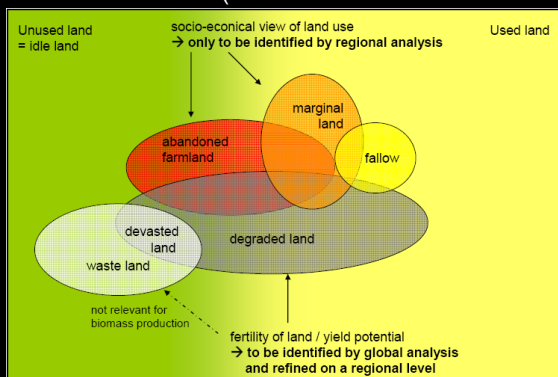 Unused land
= idle land
socio-econical view of land use
→ only to be identified by regional analysis
Used land
marginal
land
abandoned
farmland
fallow
devasted
land
degraded land
waste land
not relevant for
biomass production
fertility of land / yield potential
→ to be identified by global analysis
and refined on a regional level